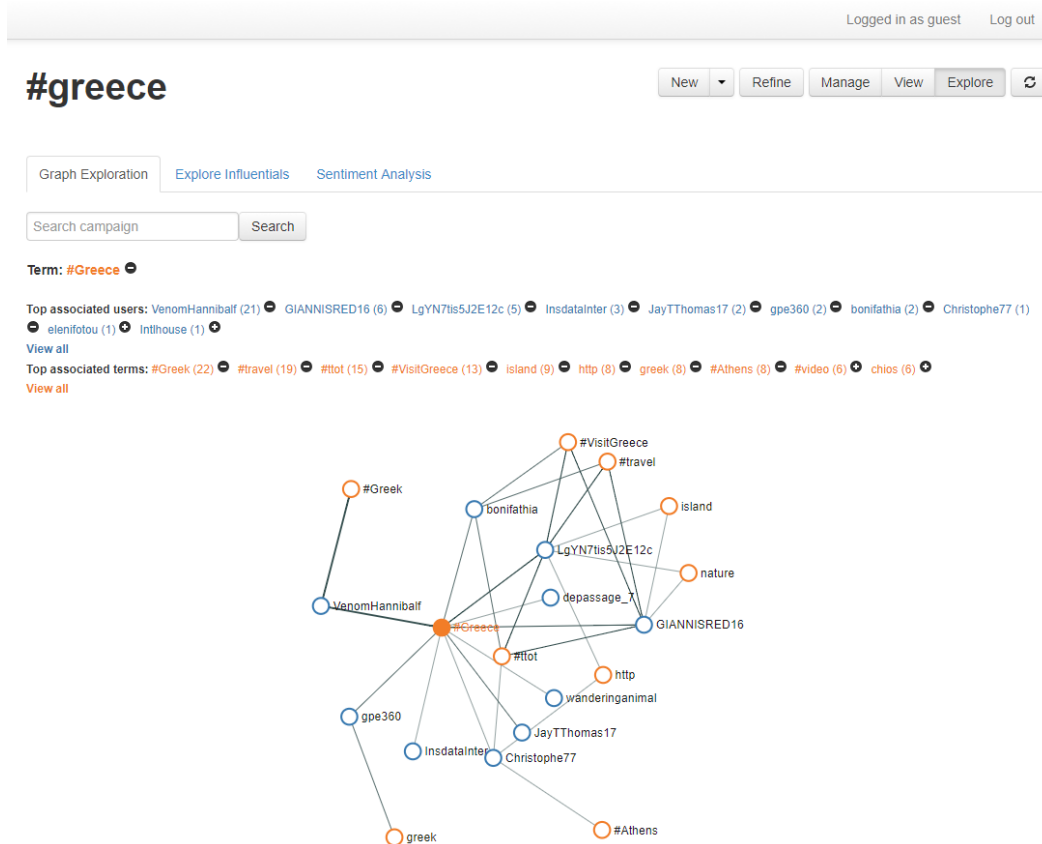 Logged in as guest Log out
#greece
New Refine Manage View Explore
Graph Exploration Explore Influentials Sentiment Analysis
Search campaign Search
Term: #Greece
Top associated users: VenomHannibalf (21) GIANNISRED16 (6) LgYN7tis5J2E12c (5) InsdataInter (3) JayTThomas17 (2) gpe360 (2) bonifathia (2) Christophe77 (1)
elenifotou (1) Intlhouse (1)
View all
Top associated terms: #Greek (22) #travel (19) #ttot (15) #VisitGreece (13) island (9) http (8) greek (8) #Athens (8) #video (6) chios (6)
View all
#VisitGreece
#travel
#Greek
island
bonifathia
LgYN7tis5J2E12c
nature
depassage_7
VenomHannibalf
GIANNISRED16
#Greece
#ttot
http
wanderinganimal
gpe360
JayTThomas17
InsdataInter
Christophe77
#Athens
greek